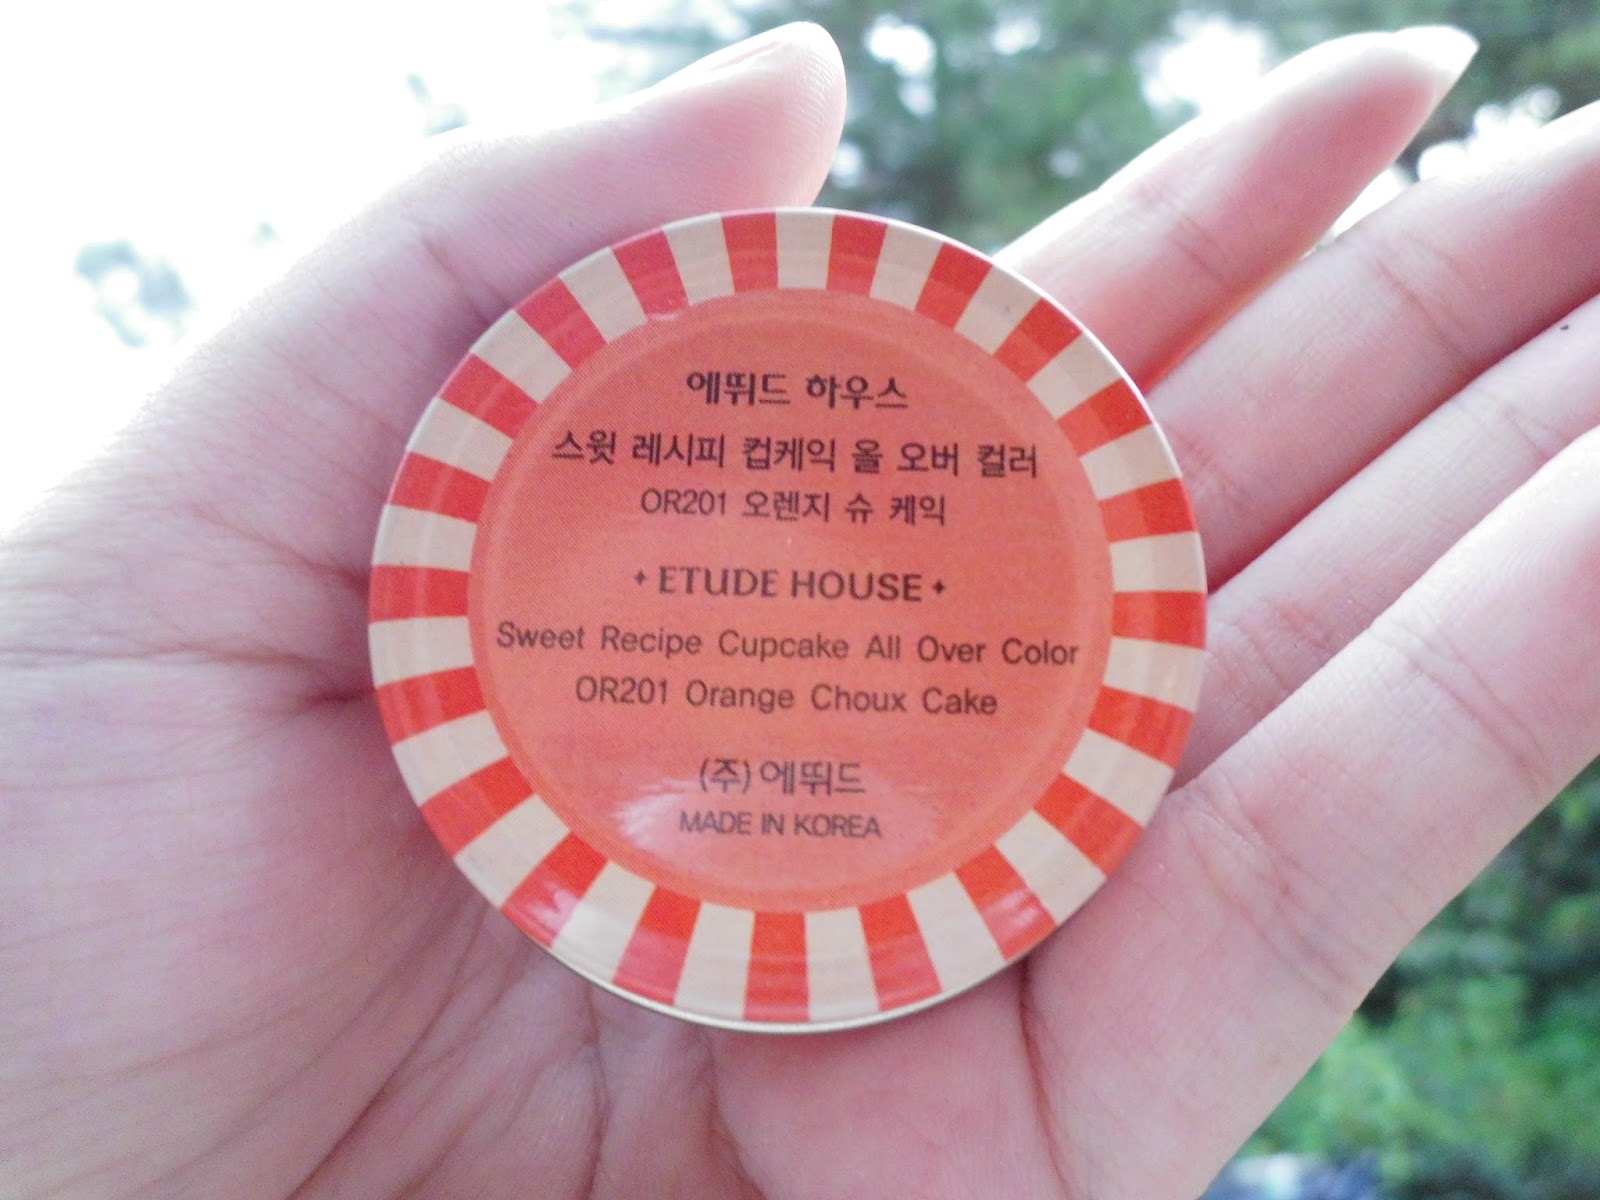 에뛰드 하우스
스윗 레시피 컵케익 올 오버 컬러
OR201 오렌지 슈 케익
ETUDE HOUSE
Sweet Recipe Cupcake All Over Color
OR201 Orange Choux Cake
(주)에뛰드
MADE IN KOREA